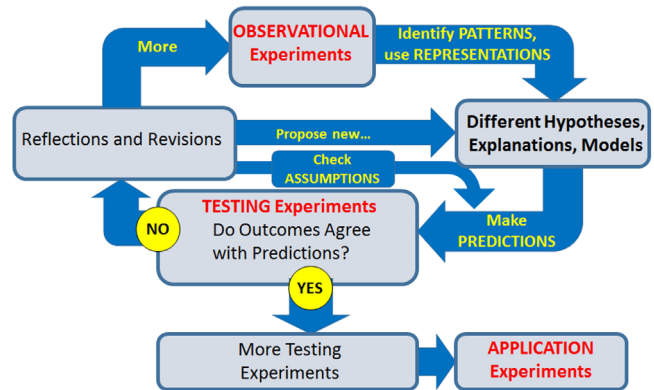 OBSERVATIONAL
Experiments
Identify PATTERNS,
use REPRESENTATIONS
More
Reflections and Revisions
Propose new...
Different Hypotheses,
Explanations, Models
Check
ASSUMPTIONS
TESTING Experiments
Do Outcomes Agree
with Predictions?
Make
PREDICTIONS
NO
YES
More Testing
Experiments
APPLICATION
Experiments